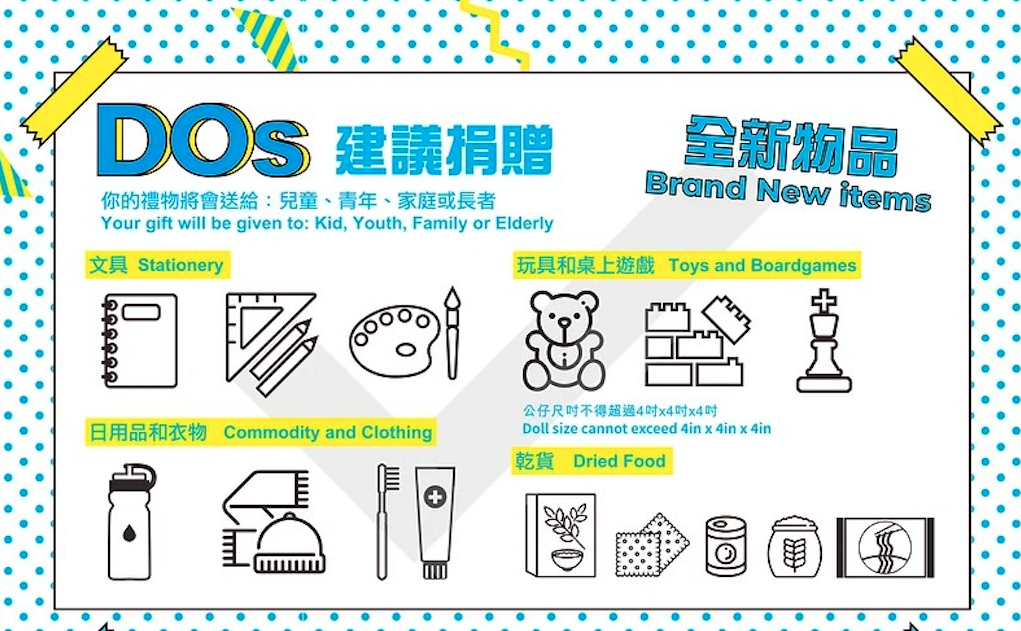 DOs 建議捐贈
全新物品
Brand New items
你的禮物將會送給：兒童、青年、家庭或長者
Your gift will be given to: Kid, Youth, Family or Elderly
文具 Stationery
玩具和桌上遊戲 Toys and Boardgames
公仔尺吋不得超過4吋x4吋x4吋
Doll size cannot exceed 4in x 4in x 4in
日用品和衣物 Commodity and Clothing
乾貨 Dried Food